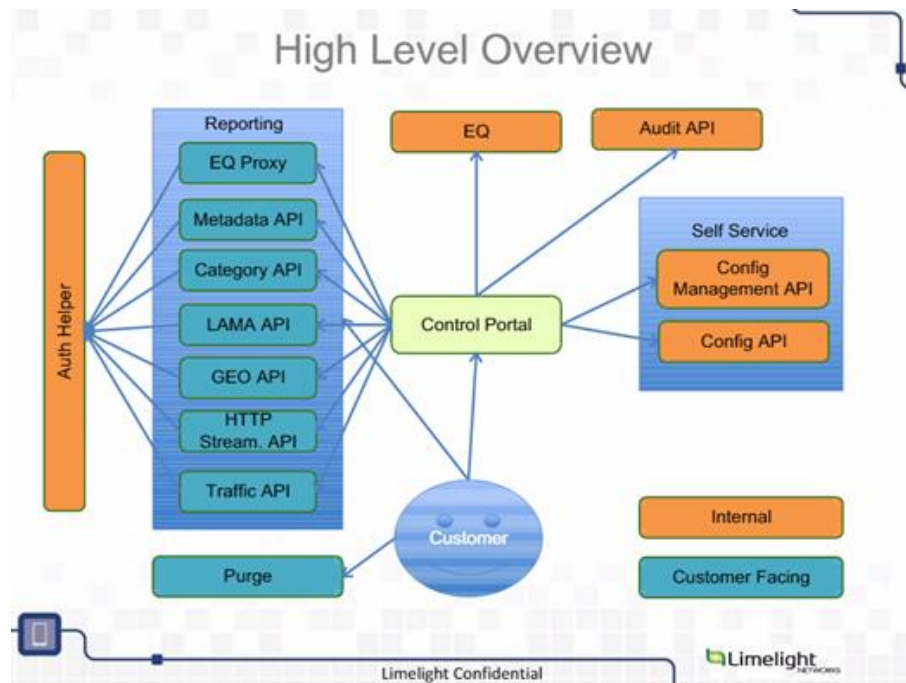 High Level Overview
Reporting
EQ Proxy
Metadata API
Category API
LAMA API
GEO API
HTTP
Stream. API
Traffic API
Auth Helper
EQ
Audit API
Self Service
Config
Management API
Config API
Control Portal
Customer
Purge
Internal
Customer Facing
Limelight Confidential
Limelight
NETWORKS